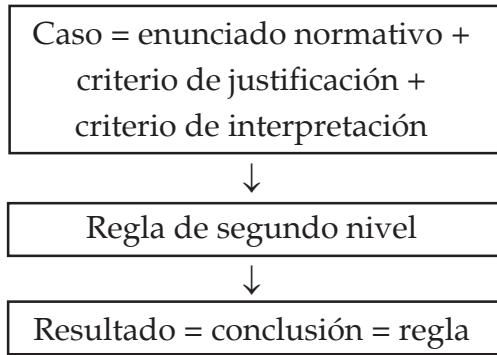 Caso = enunciado normativo +
criterio de justificación +
criterio de interpretación
↓
Regla de segundo nivel
↓
Resultado = conclusión = regla